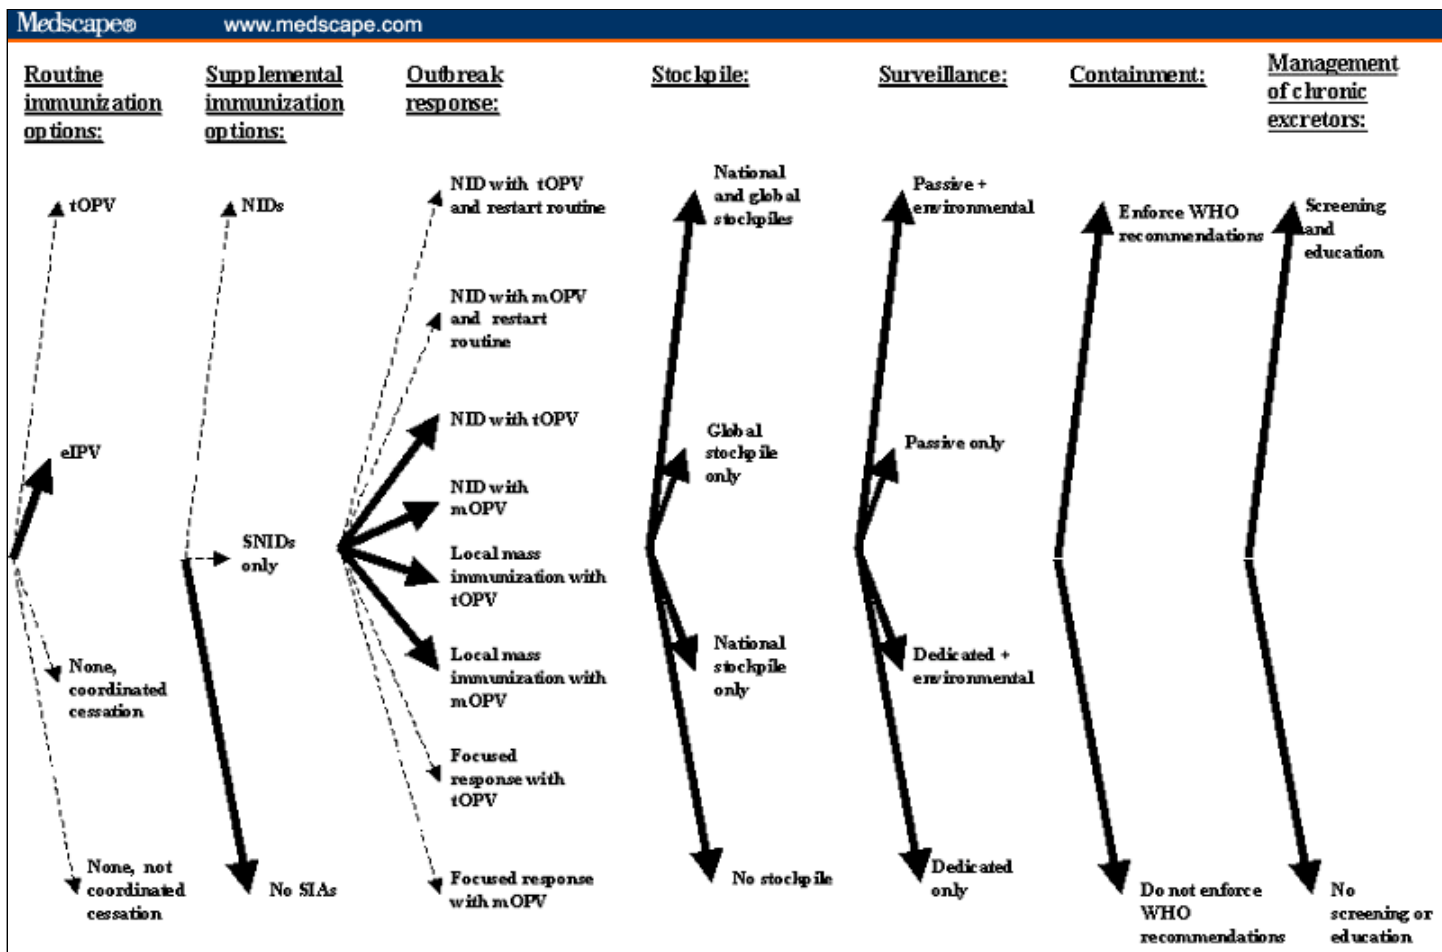 Medscape® www.medscape.com
Routine
immunization
options:
tOPV
eIPV
None,
coordinated
cessation
None, not
coordinated
cessation
Supplemental
immunization
options:
NIDs
SNIDs
only
No SIAs
Outbreak
response:
NID with tOPV
and restart routine
NID with mOPV
and restart
routine
NID with tOPV
NID with
mOPV
Local mass
immunization with
tOPV
Local mass
immunization with
mOPV
Focused
response with
tOPV
Focused response
with mOPV
Stockpile:
National
and global
stockpiles
Global
stockpile
only
National
stockpile
only
No stockpile
Surveillance:
Passive +
environmental
Passive only
Dedicated +
environmental
Dedicated
only
Containment:
Enforce WHO
recommendations
Do not enforce
WHO
recommendations
Management
of chronic
excretors:
Screening
and
education
No
screening or
education